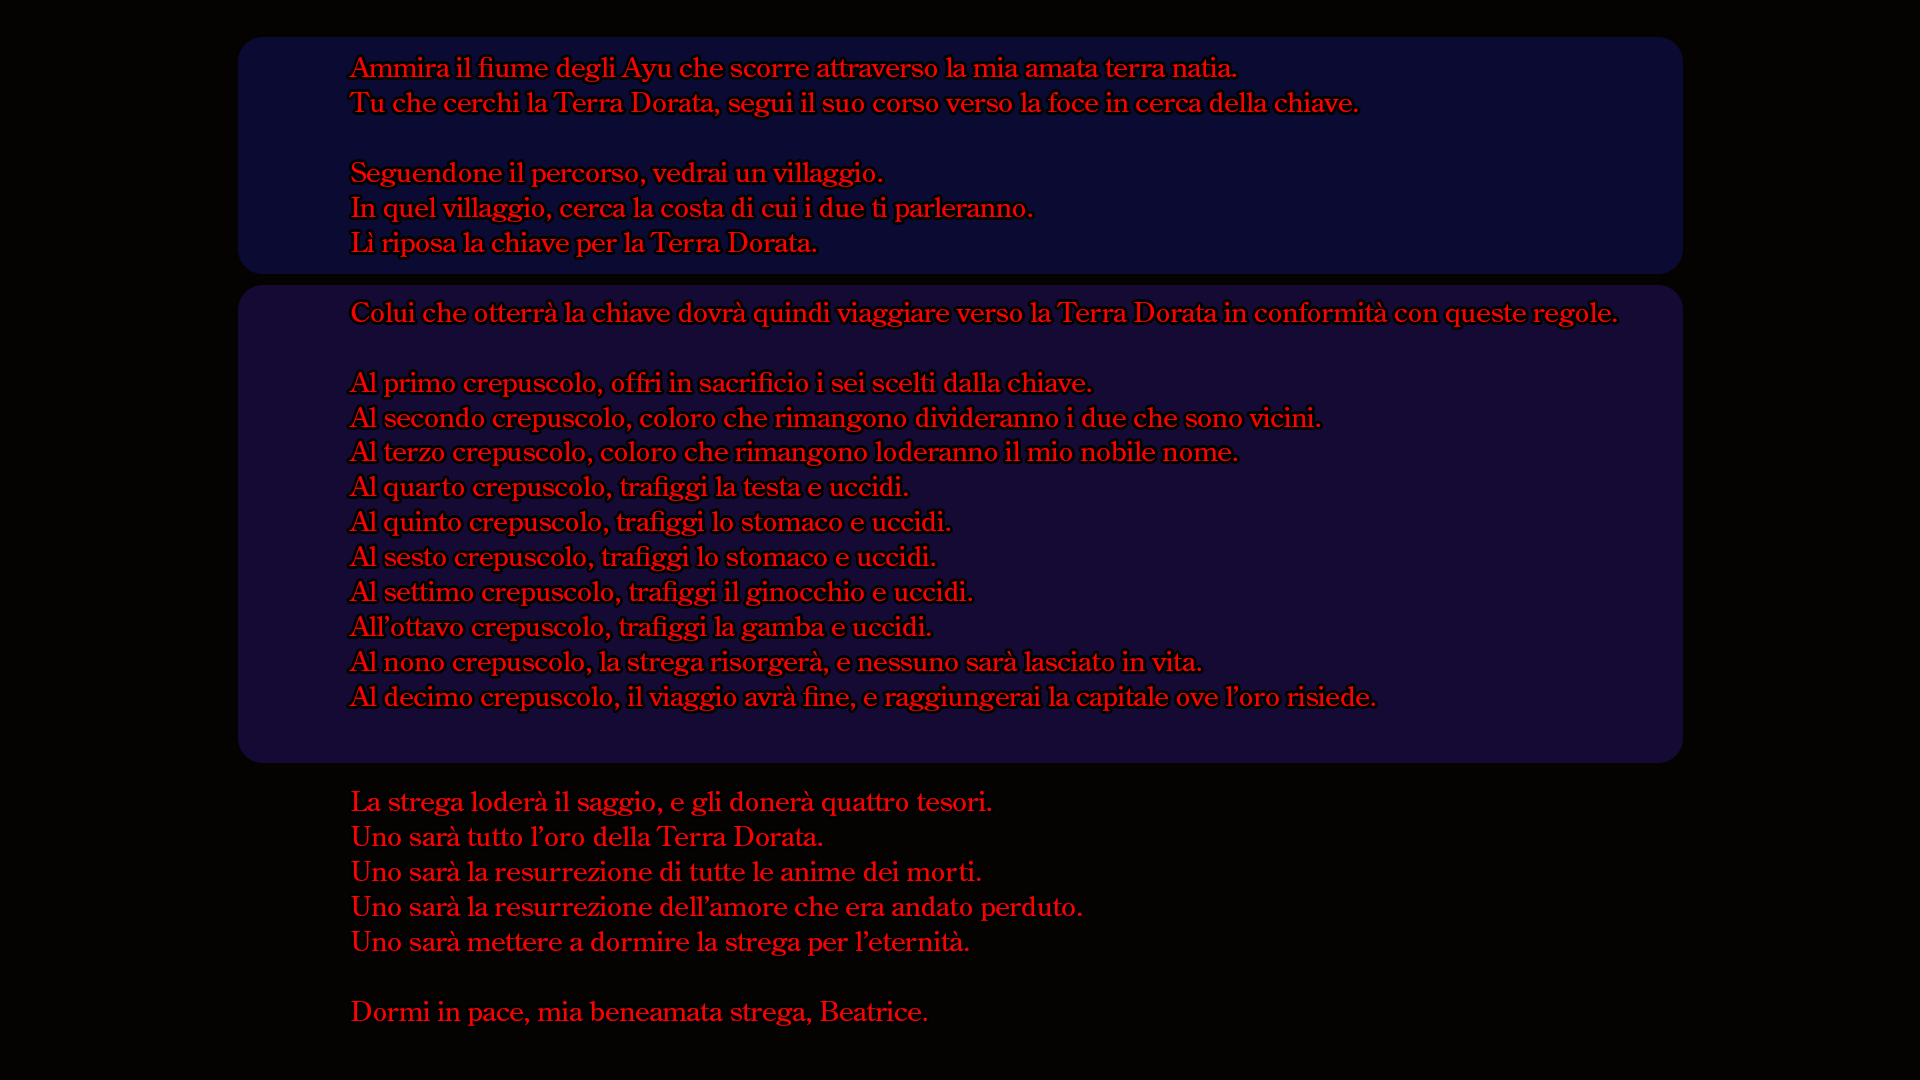 Ammira il fiume degli Ayu che scorre attraverso la mia amata terra natia.
Tu che cerchi la Terra Dorata, segui il suo corso verso la foce in cerca della chiave.
Seguendone il percorso, vedrai un villaggio.
In quel villaggio, cerca la costa di cui i due ti parleranno.
Lì riposa la chiave per la Terra Dorata.
Colui che otterrà la chiave dovrà quindi viaggiare verso la Terra Dorata in conformità con queste regole.
Al primo crepuscolo, offri in sacrificio i sei scelti dalla chiave.
Al secondo crepuscolo, coloro che rimangono divideranno i due che sono vicini.
Al terzo crepuscolo, coloro che rimangono loderanno il mio nobile nome.
Al quarto crepuscolo, trafiggi la testa e uccidi.
Al quinto crepuscolo, trafiggi lo stomaco e uccidi.
Al sesto crepuscolo, trafiggi lo stomaco e uccidi.
Al settimo crepuscolo, trafiggi il ginocchio e uccidi.
All’ottavo crepuscolo, trafiggi la gamba e uccidi.
Al nono crepuscolo, la strega risorgerà, e nessuno sarà lasciato in vita.
Al decimo crepuscolo, il viaggio avrà fine, e raggiungerai la capitale ove l’oro risiede.
La strega loderà il saggio, e gli donerà quattro tesori.
Uno sarà tutto l’oro della Terra Dorata.
Uno sarà la resurrezione di tutte le anime dei morti.
Uno sarà la resurrezione dell’amore che era andato perduto.
Uno sarà mettere a dormire la strega per l’eternità.
Dormi in pace, mia beneamata strega, Beatrice.